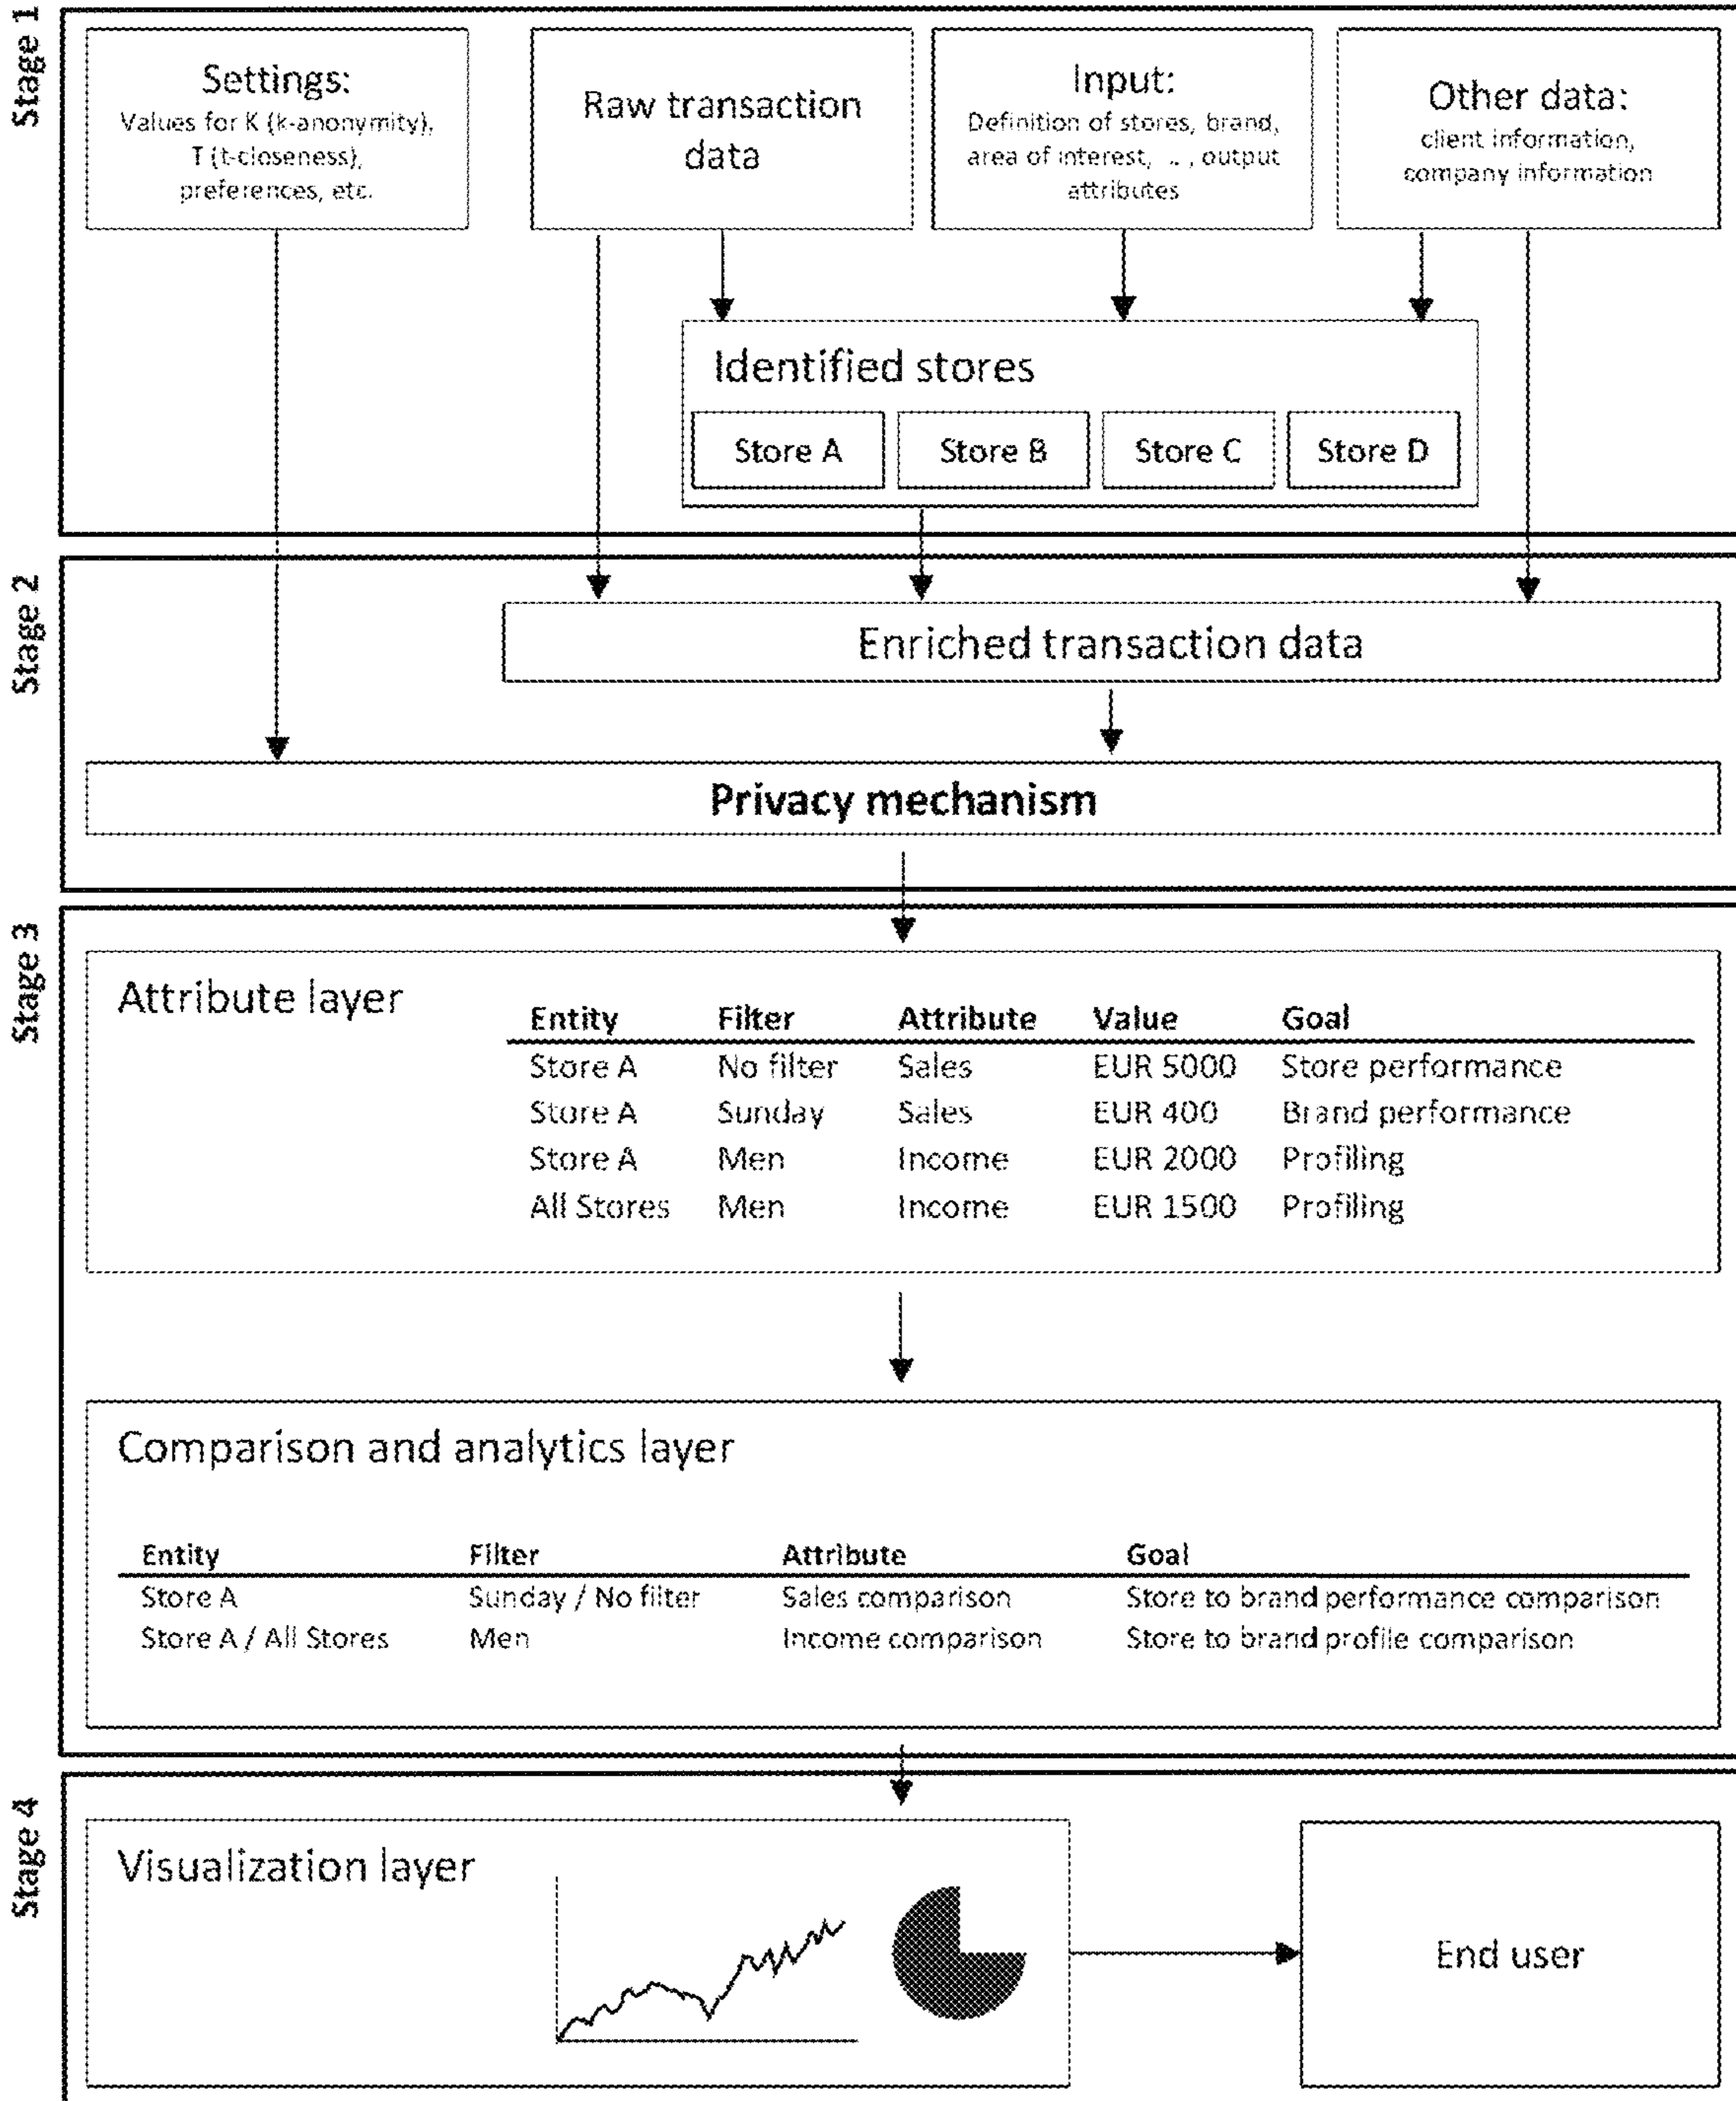 Stage 1
Settings:
Values for K (k-anonymity),
T (t-closeness),
preferences, etc.
Raw transaction
data
Input:
Definition of stores, brand,
area of interest, .. , output
attributes
Other data:
client information,
company information
Identified stores
Store A
Store B
Store C
Store D
Stage 2
Enriched transaction data
Privacy mechanism
Stage 3
Attribute layer
Entity Filter Attribute Value Goal
Store A No filter Sales EUR 5000 Store performance
Store A Sunday Sales EUR 400 Brand performance
Store A Men Income EUR 2000 Profiling
All Stores Men Income EUR 1500 Profiling
Comparison and analytics layer
Entity Filter Attribute Goal
Store A Sunday / No filter Sales comparison Store to brand performance comparison
Store A / All Stores Men Income comparison Store to brand profile comparison
Stage 4
Visualization layer
End user